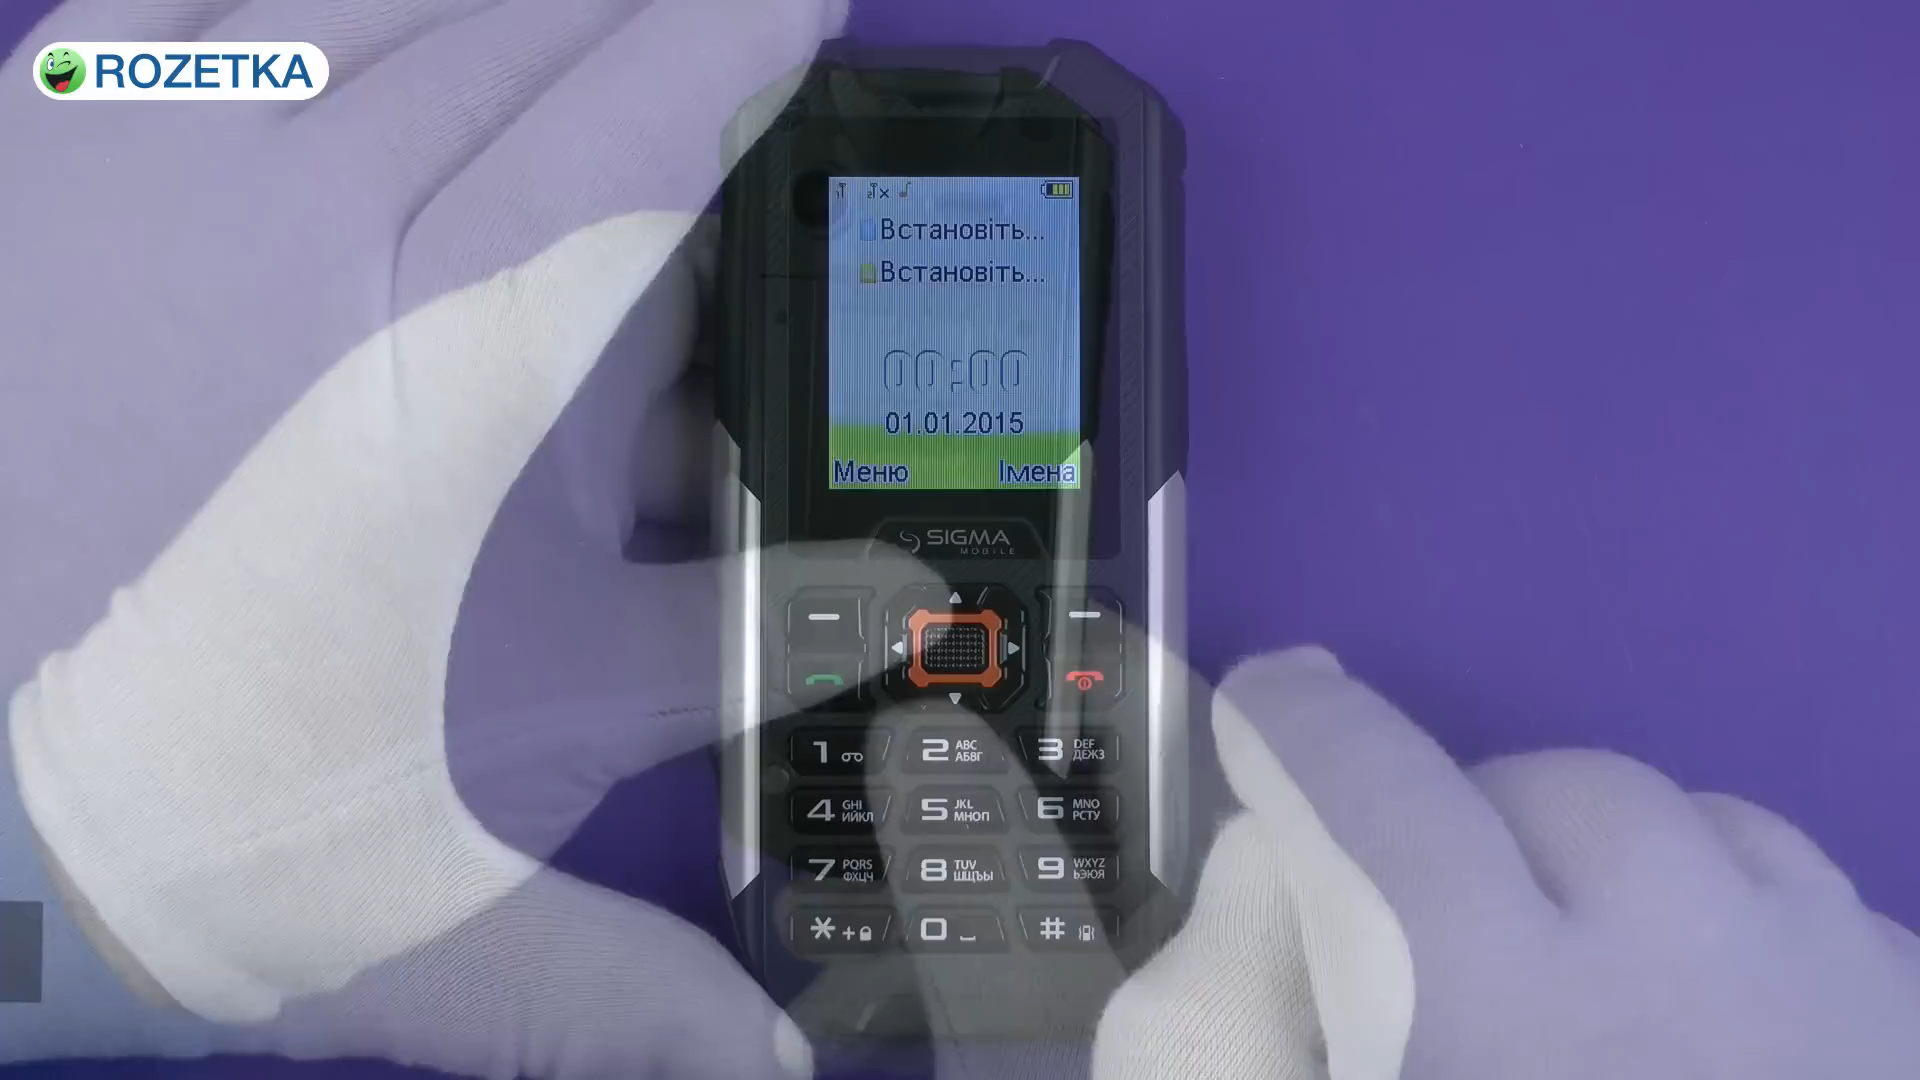 ROZETKA
Встановіть...
Встановіть...
00:00
01.01.2015
Меню Імена
SIGMA
MOBILE
1 2 ABC АБВГ 3 DEF ДЕЖЗ
4 GHI ИЙКЛ 5 JKL МНОП 6 MNO РСТУ
7 PQRS ФХЦЧ 8 TUV ШЩЪЫ 9 WXYZ ЬЭЮЯ
* + 0 #